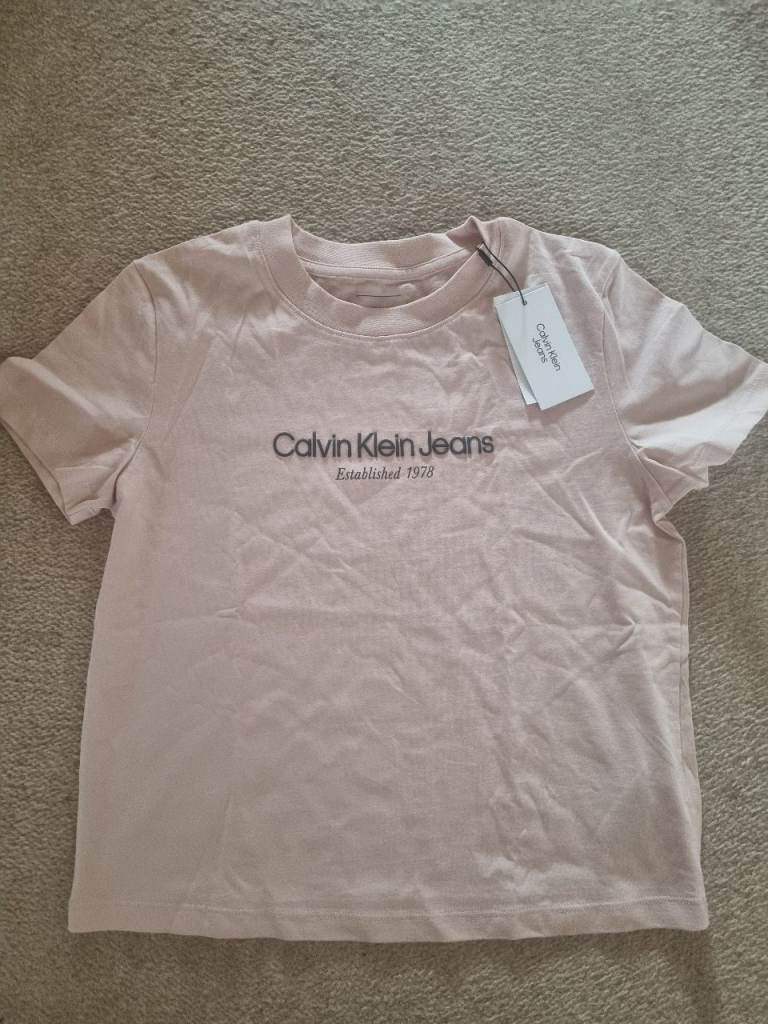 Calvin Klein
Jeans
Calvin Klein Jeans
Established 1978